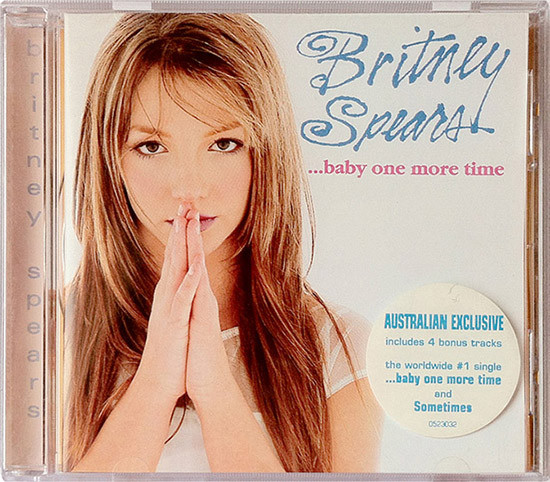 britney spears
Britney
Spears
...baby one more time
AUSTRALIAN EXCLUSIVE
includes 4 bonus tracks
the worldwide #1 single
...baby one more time
and
Sometimes
0523032